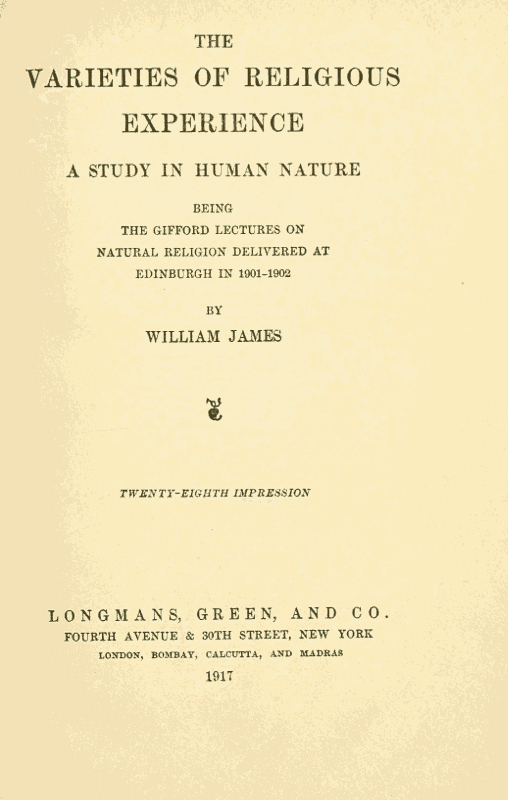 THE
VARIETIES OF RELIGIOUS
EXPERIENCE
A STUDY IN HUMAN NATURE
BEING
THE GIFFORD LECTURES ON
NATURAL RELIGION DELIVERED AT
EDINBURGH IN 1901-1902
BY
WILLIAM JAMES
TWENTY-EIGHTH IMPRESSION
LONGMANS, GREEN, AND CO.
FOURTH AVENUE & 30TH STREET, NEW YORK
LONDON, BOMBAY, CALCUTTA, AND MADRAS
1917